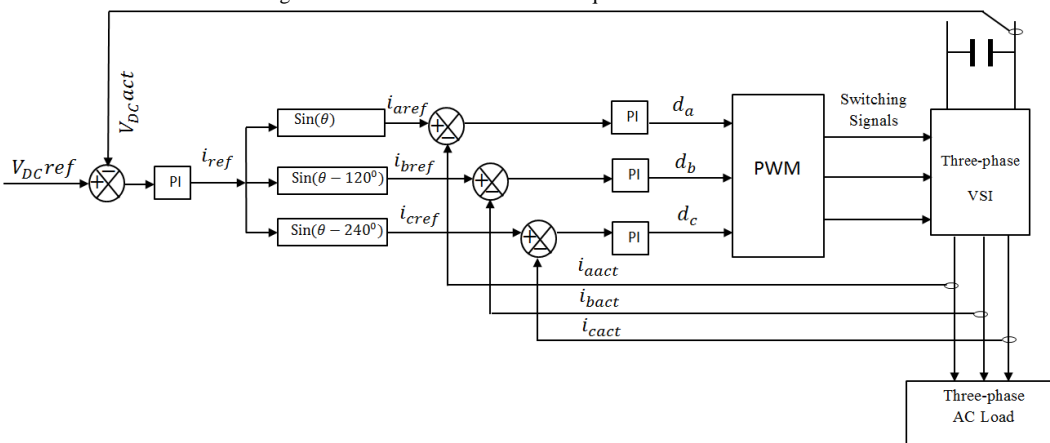 V_DC act
V_DC ref
i_ref
PI
Sin(θ)
Sin(θ − 120⁰)
Sin(θ − 240⁰)
i_aref
i_bref
i_cref
PI
PI
PI
d_a
d_b
d_c
PWM
Switching
Signals
Three-phase
VSI
i_aact
i_bact
i_cact
Three-phase
AC Load